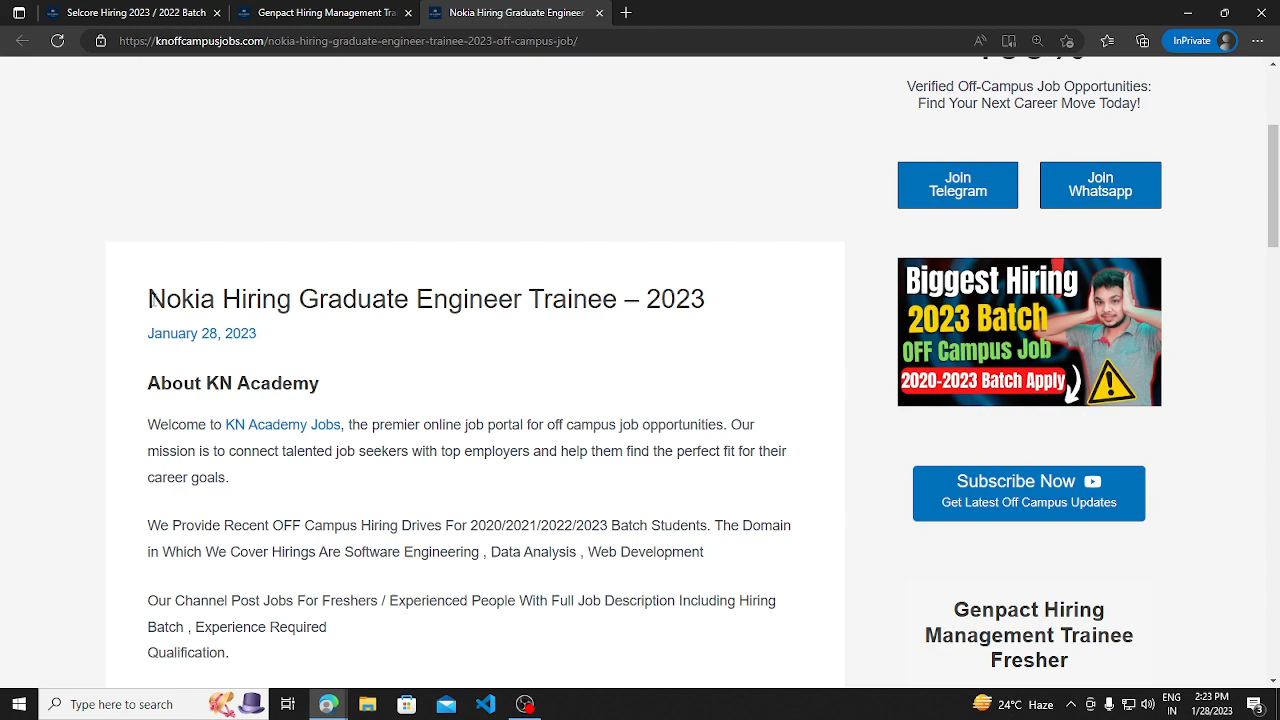 Selcore Hiring 2023 / 2022 Batch
Genpact Hiring Management Tra
Nokia Hiring Graduate Engineer
https://knoffcampusjobs.com/nokia-hiring-graduate-engineer-trainee-2023-off-campus-job/
InPrivate
Verified Off-Campus Job Opportunities:
Find Your Next Career Move Today!
Join
Telegram
Join
Whatsapp
Biggest Hiring
2023 Batch
OFF Campus Job
2020-2023 Batch Apply
Nokia Hiring Graduate Engineer Trainee – 2023
January 28, 2023
About KN Academy
Welcome to KN Academy Jobs, the premier online job portal for off campus job opportunities. Our
mission is to connect talented job seekers with top employers and help them find the perfect fit for their
career goals.
We Provide Recent OFF Campus Hiring Drives For 2020/2021/2022/2023 Batch Students. The Domain
in Which We Cover Hirings Are Software Engineering , Data Analysis , Web Development
Our Channel Post Jobs For Freshers / Experienced People With Full Job Description Including Hiring
Batch , Experience Required
Qualification.
Subscribe Now
Get Latest Off Campus Updates
Genpact Hiring
Management Trainee
Fresher
Type here to search
24°C Haze
ENG
IN
2:23 PM
1/28/2023
3